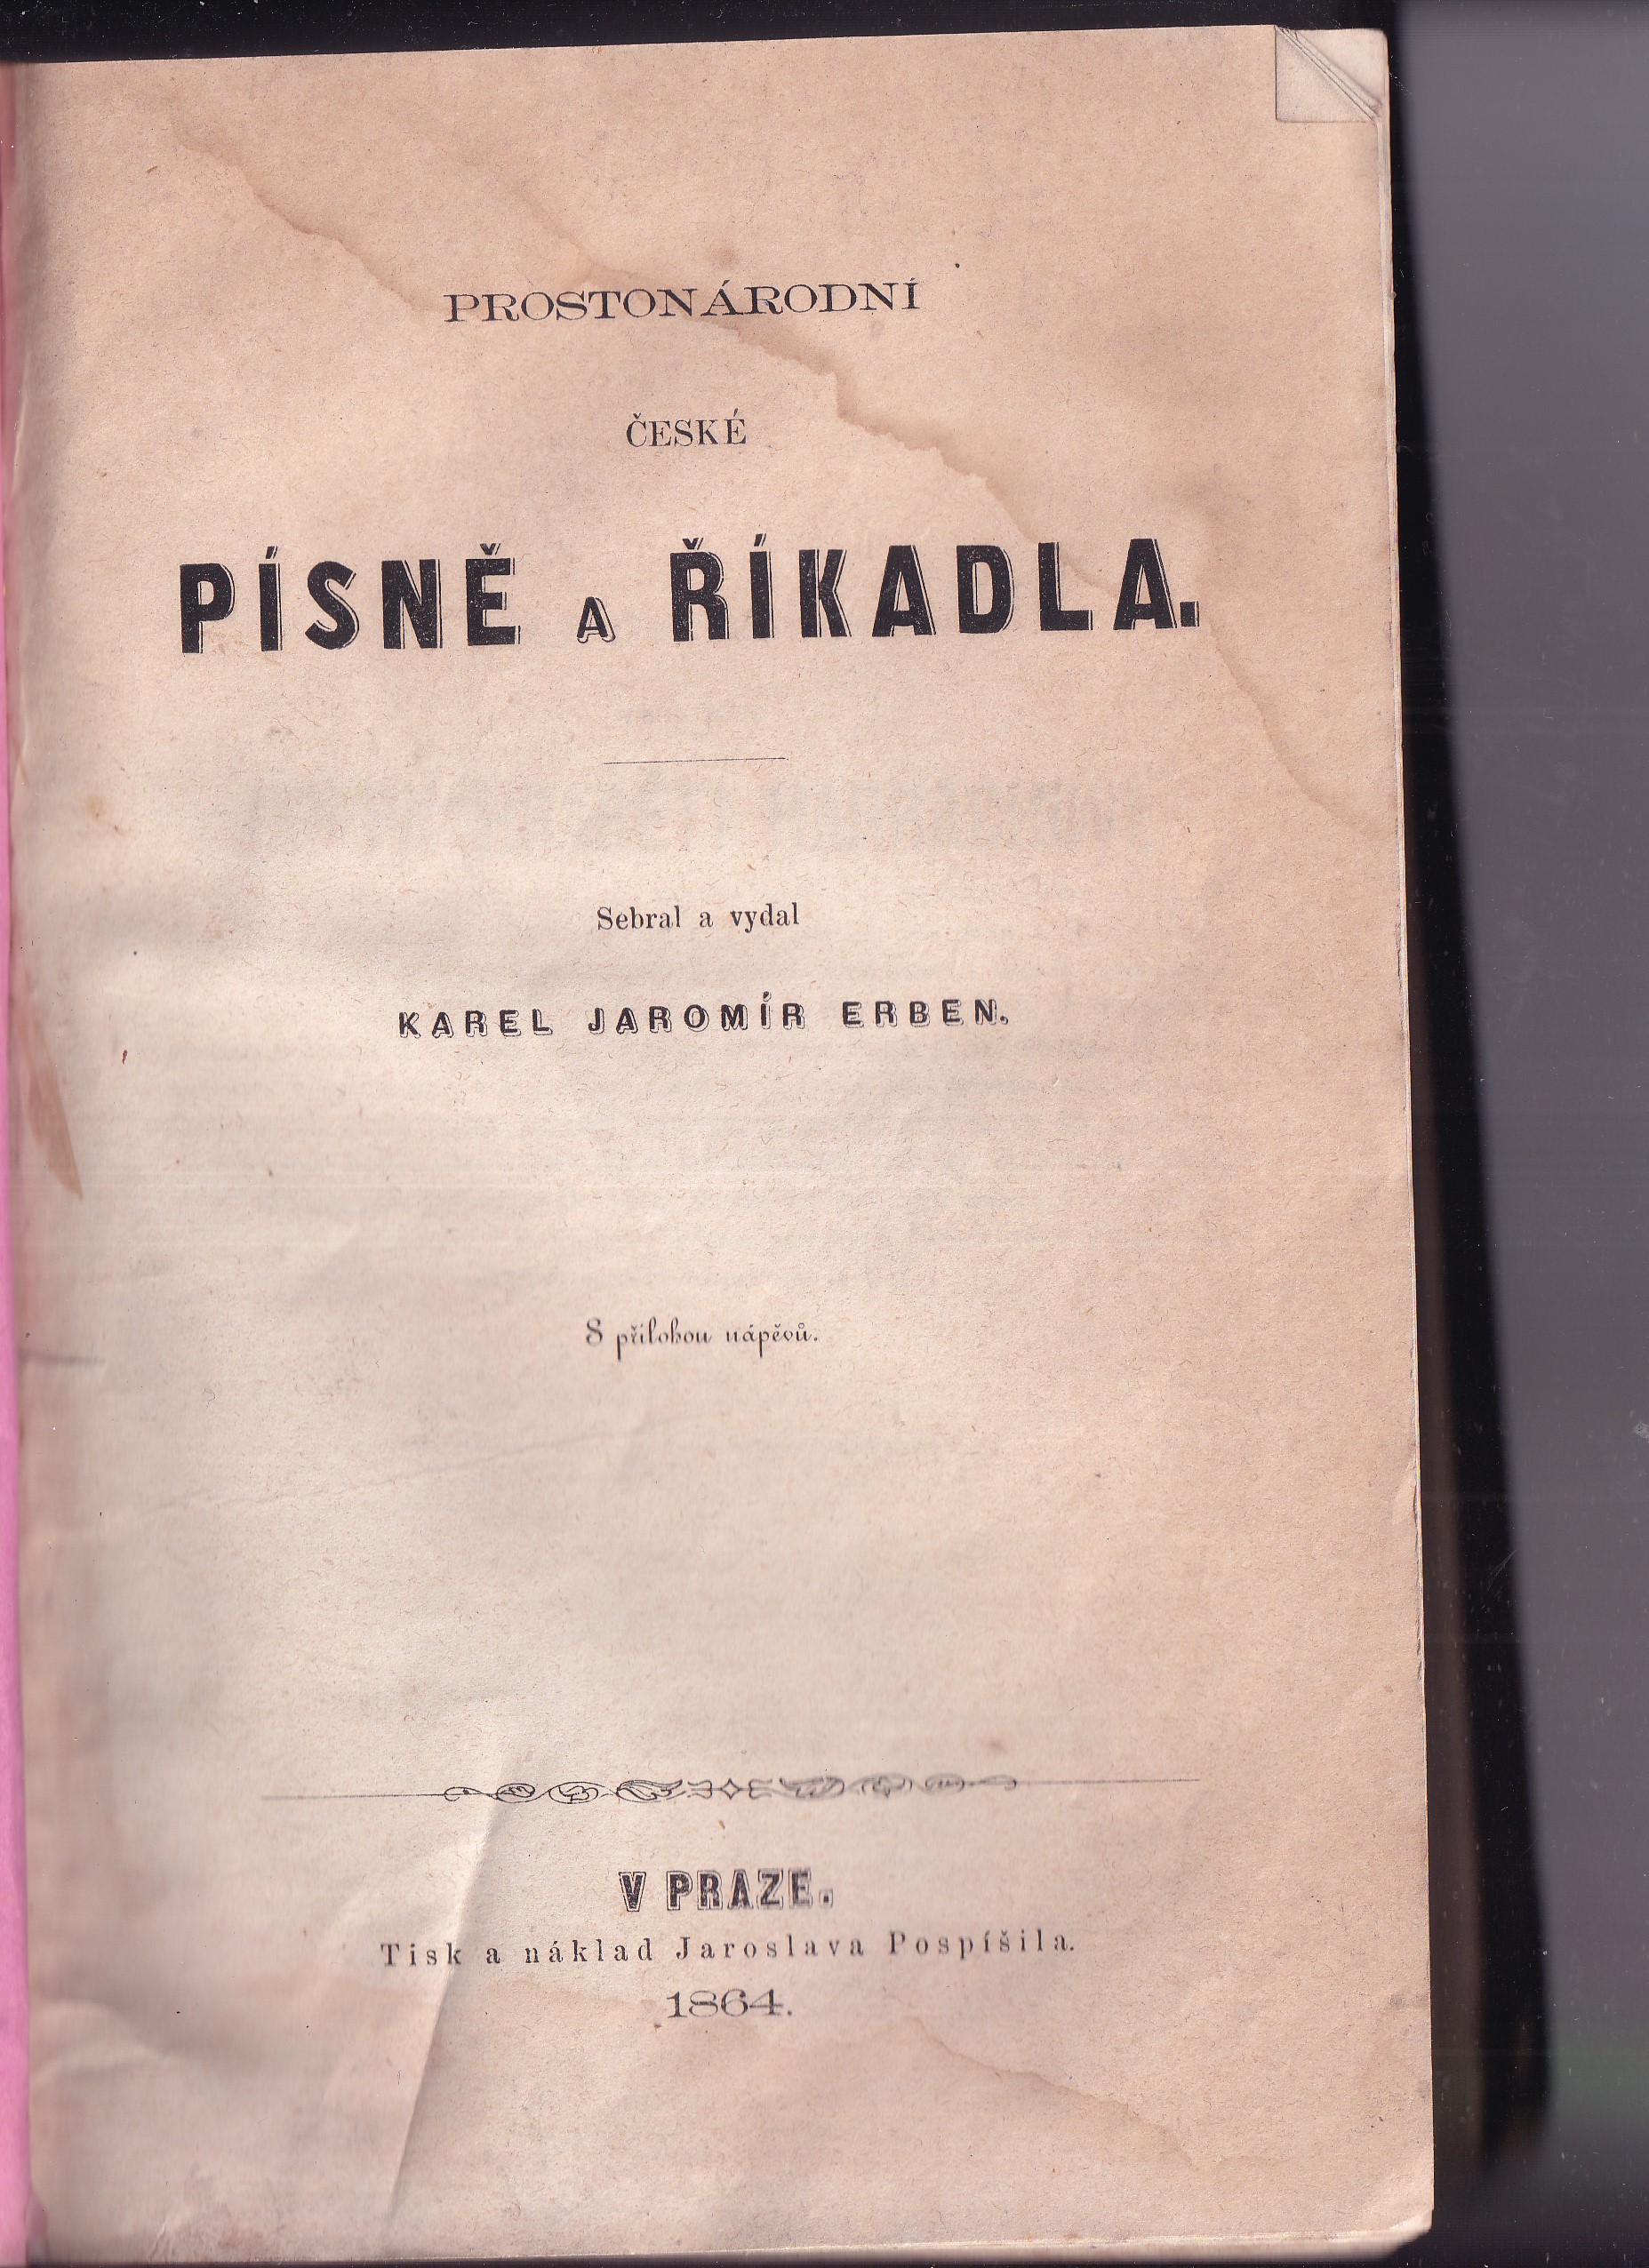 PROSTONÁRODNÍ
ČESKÉ
PÍSNĚ A ŘÍKADLA.
Sebral a vydal
KAREL JAROMÍR ERBEN.
S přílohou nápěvů.
V PRAZE.
Tisk a náklad Jaroslava Pospíšila.
1864.